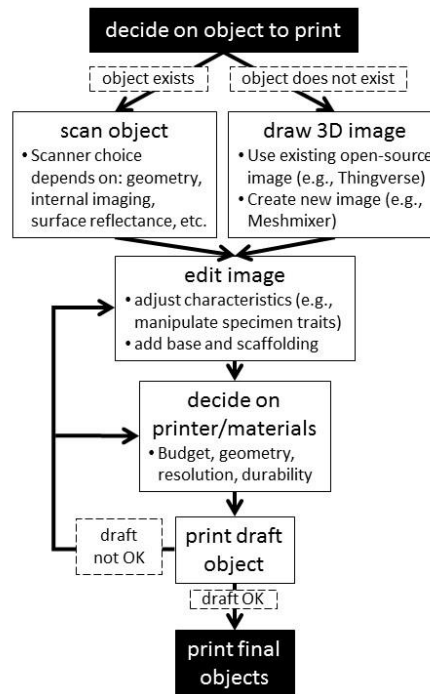 decide on object to print
object exists
object does not exist
scan object
• Scanner choice
depends on: geometry,
internal imaging,
surface reflectance, etc.
draw 3D image
• Use existing open-source
image (e.g., Thingverse)
• Create new image (e.g.,
Meshmixer)
edit image
• adjust characteristics (e.g.,
manipulate specimen traits)
• add base and scaffolding
decide on
printer/materials
• Budget, geometry,
resolution, durability
print draft
object
draft
not OK
draft OK
print final
objects